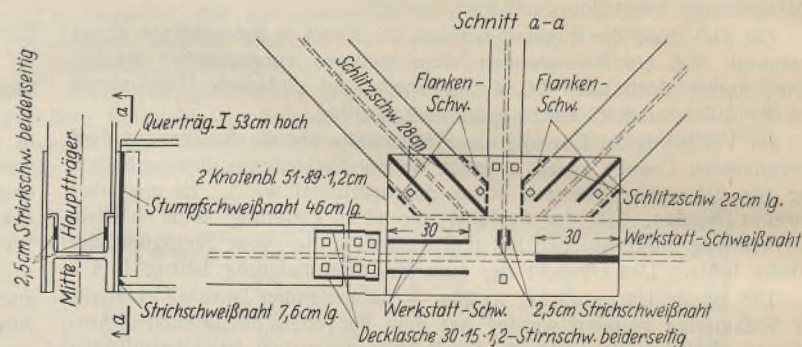 Schnitt a-a
a
Querträg. I 53cm hoch
2,5cm Strichschw. beiderseitig
Mitte Hauptträger
Stumpfschweißnaht 46cm lg.
Strichschweißnaht 7,6cm lg.
a
Schlitzschw. 28cm
Flanken-
Schw.
Flanken-
Schw.
2 Knotenbl. 51·89·1,2cm
Schlitzschw 22cm lg.
30
30
Werkstatt-Schweißnaht
Werkstatt-Schw.
2,5cm Strichschweißnaht
Decklasche 30·15·1,2-Stirnschw. beiderseitig